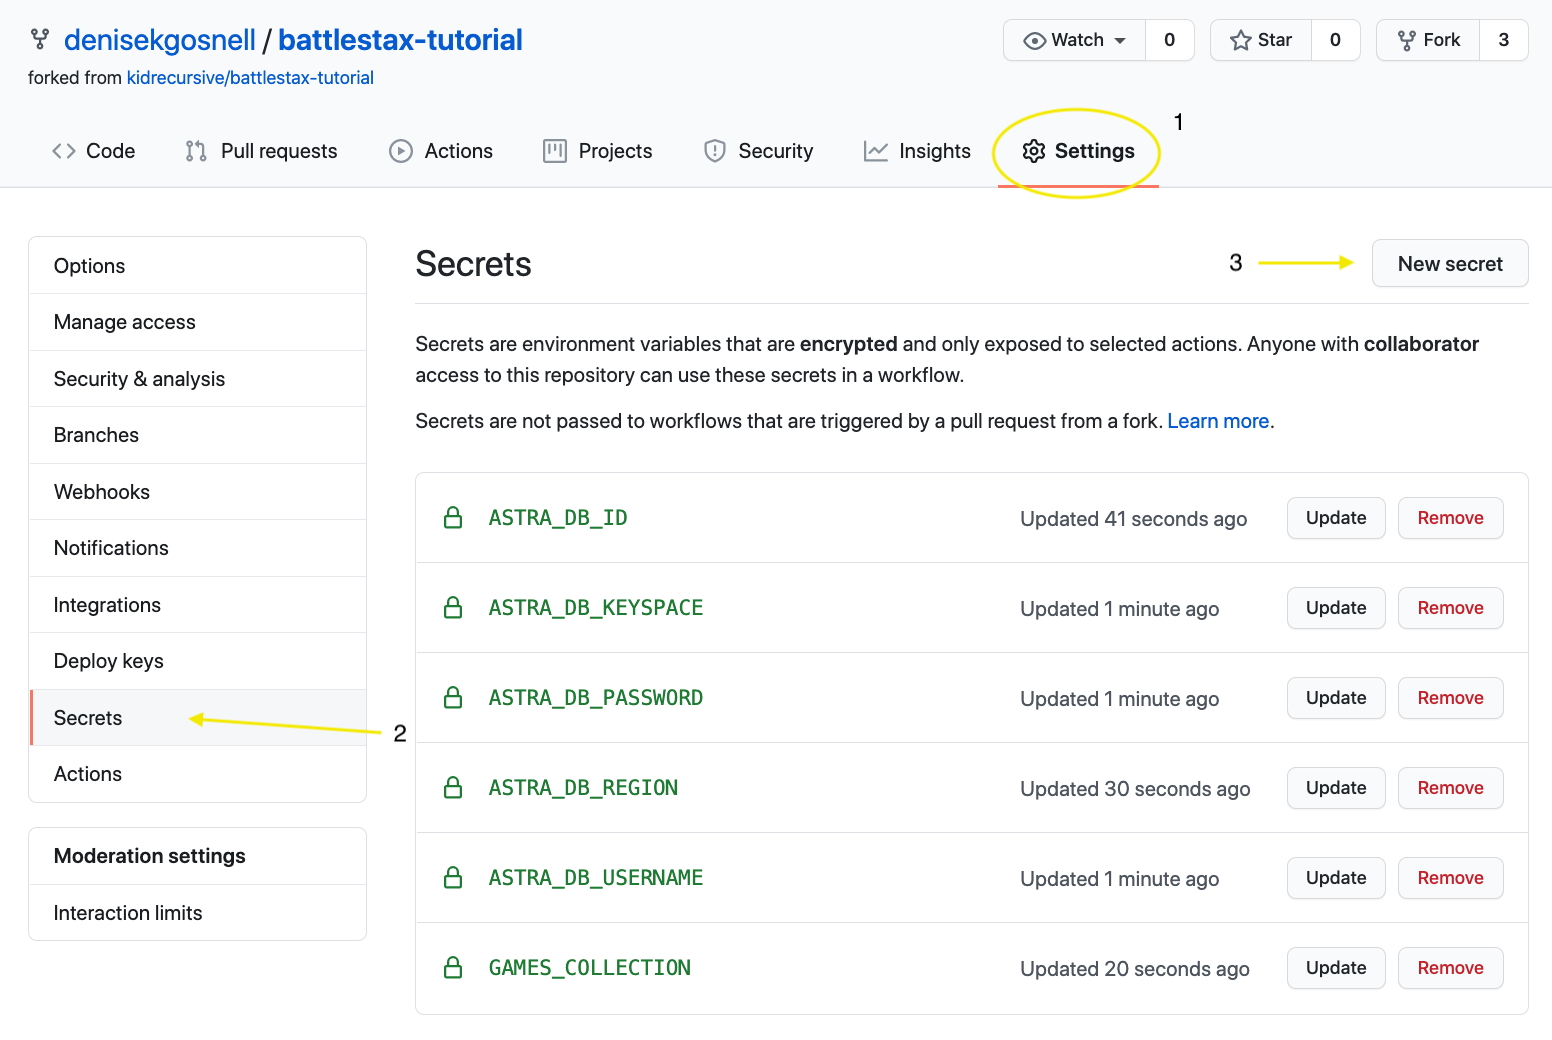 denisekgosnell / battlestax-tutorial
Watch 0
Star 0
Fork 3
forked from kidrecursive/battlestax-tutorial
Code
Pull requests
Actions
Projects
Security
Insights
Settings
1
Options
Manage access
Security & analysis
Branches
Webhooks
Notifications
Integrations
Deploy keys
Secrets
2
Actions
Moderation settings
Interaction limits
Secrets
3
New secret
Secrets are environment variables that are encrypted and only exposed to selected actions. Anyone with collaborator
access to this repository can use these secrets in a workflow.
Secrets are not passed to workflows that are triggered by a pull request from a fork. Learn more.
ASTRA_DB_ID Updated 41 seconds ago Update Remove
ASTRA_DB_KEYSPACE Updated 1 minute ago Update Remove
ASTRA_DB_PASSWORD Updated 1 minute ago Update Remove
ASTRA_DB_REGION Updated 30 seconds ago Update Remove
ASTRA_DB_USERNAME Updated 1 minute ago Update Remove
GAMES_COLLECTION Updated 20 seconds ago Update Remove